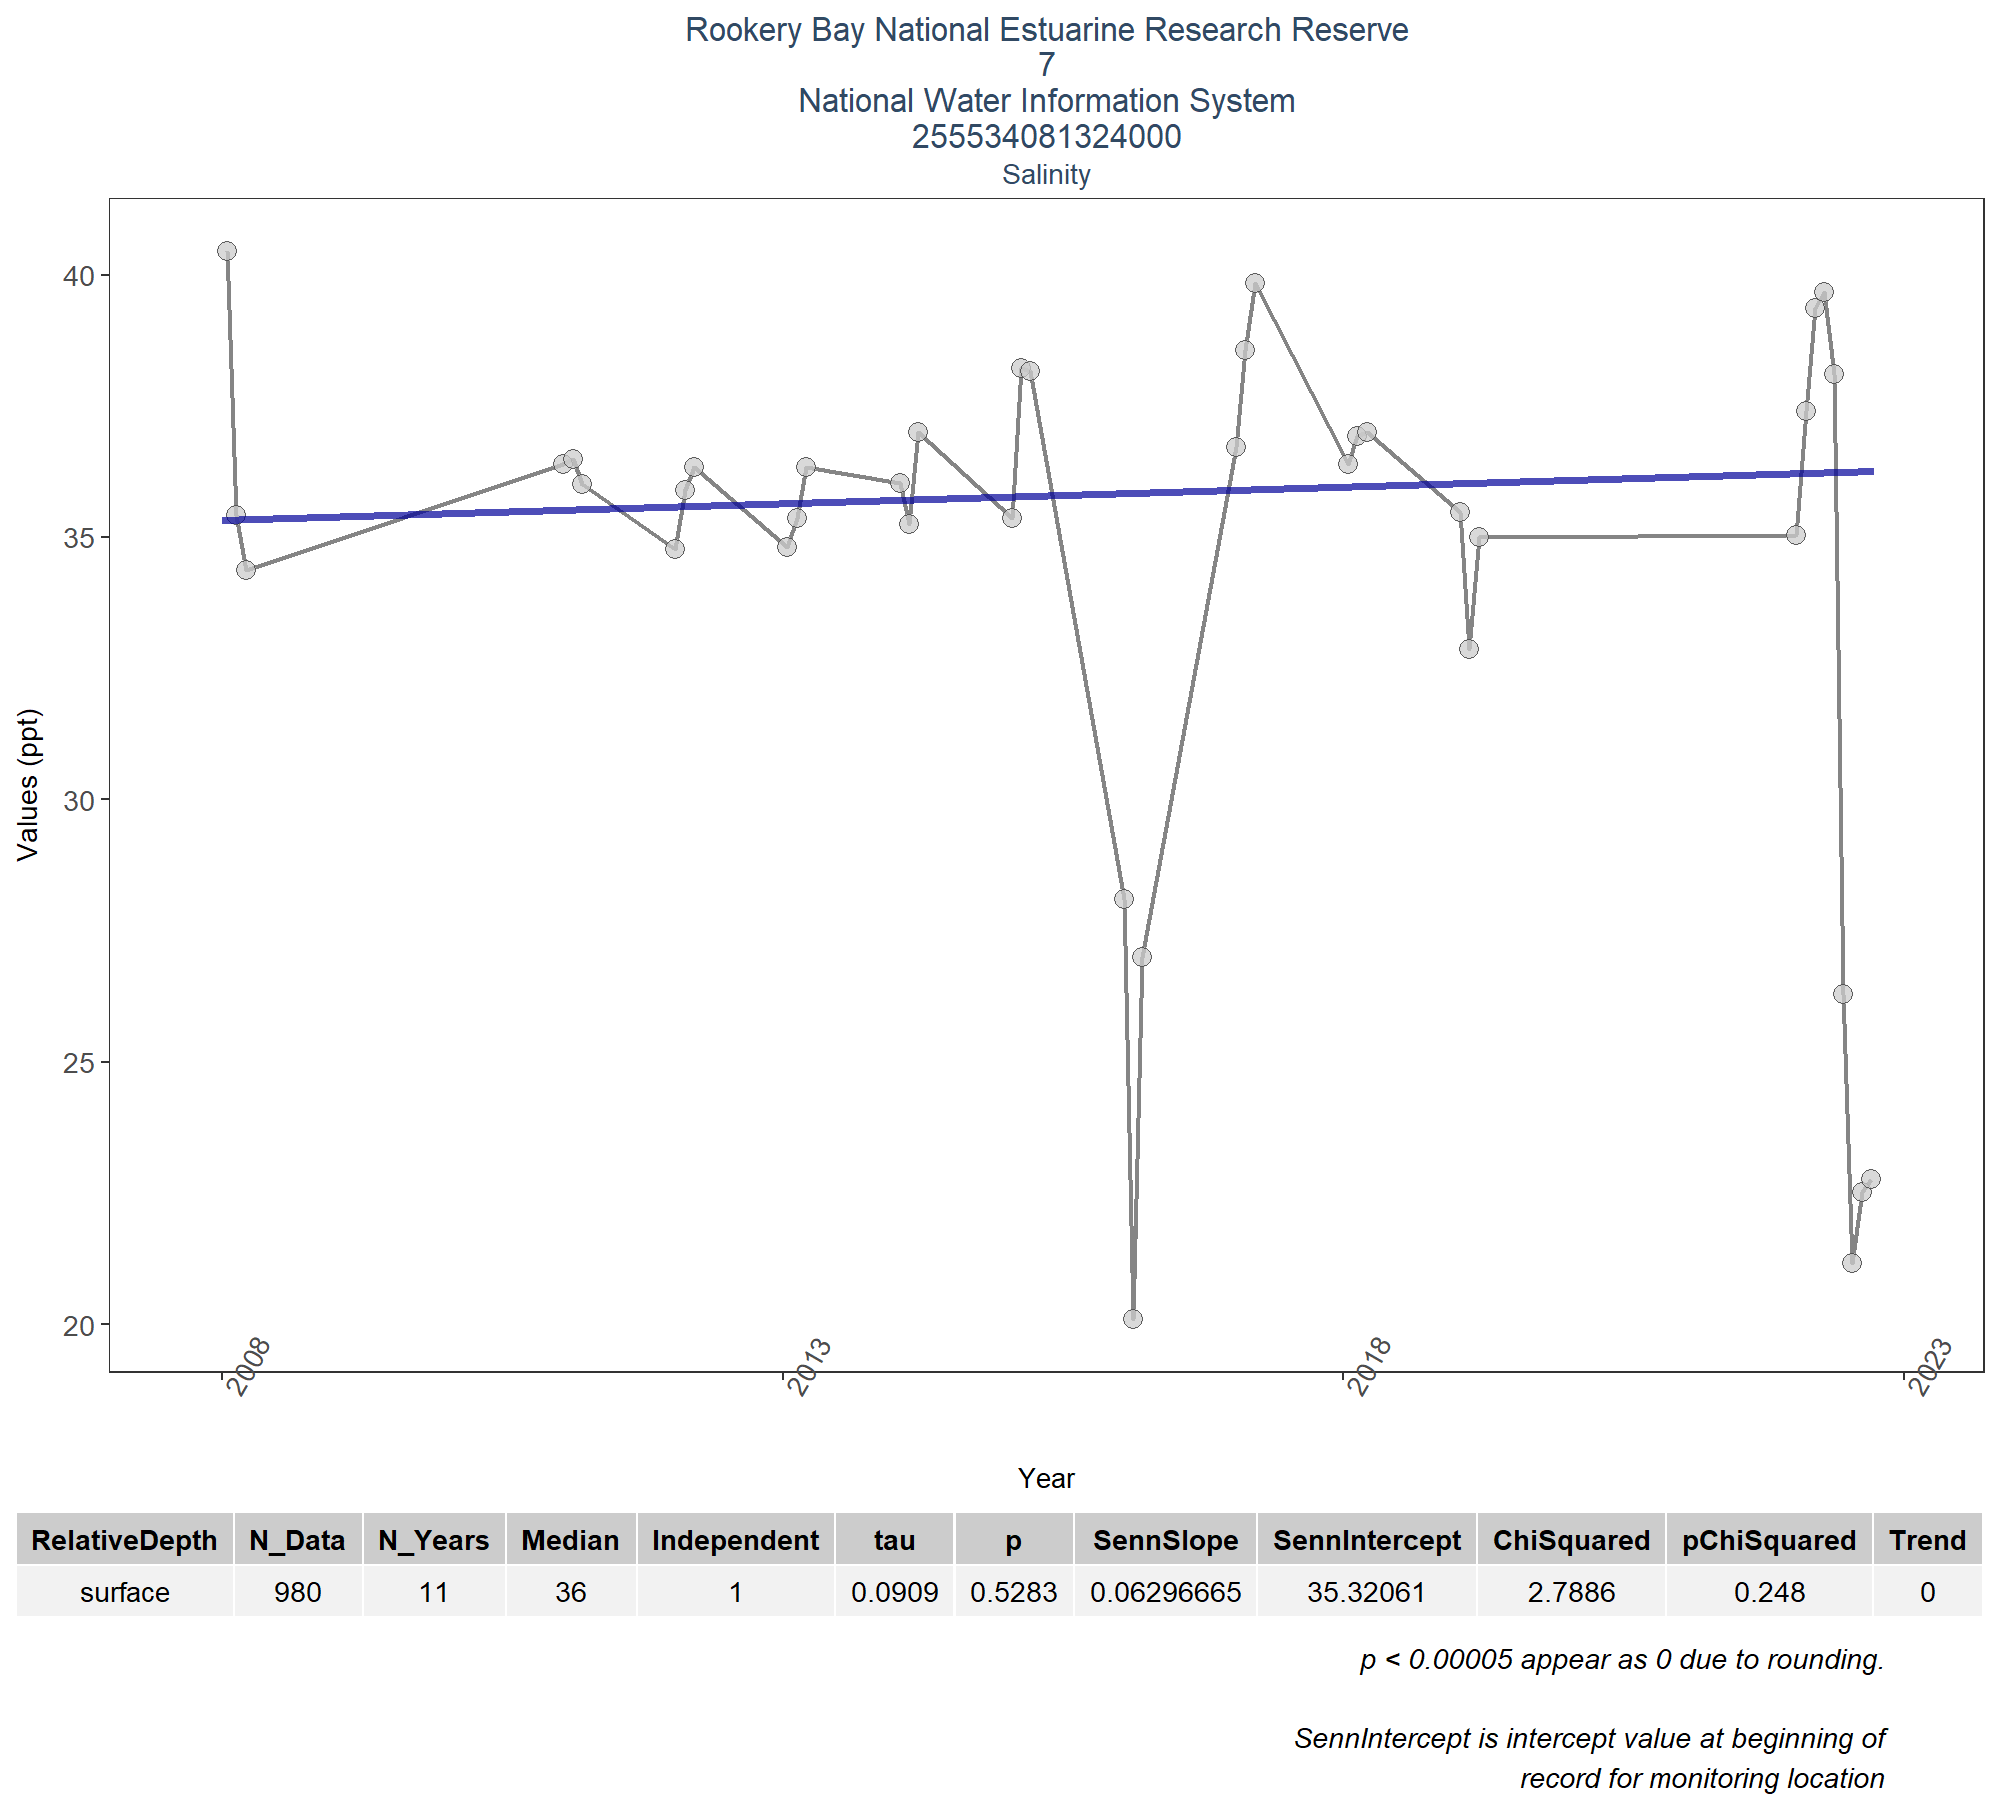 Rookery Bay National Estuarine Research Reserve
7
National Water Information System
255534081324000
Salinity
40
35
30
25
20
Values (ppt)
2008 2013 2018 2023
Year
RelativeDepth N_Data N_Years Median Independent tau p SennSlope SennIntercept ChiSquared pChiSquared Trend
surface 980 11 36 1 0.0909 0.5283 0.06296665 35.32061 2.7886 0.248 0
p < 0.00005 appear as 0 due to rounding.
SennIntercept is intercept value at beginning of
record for monitoring location